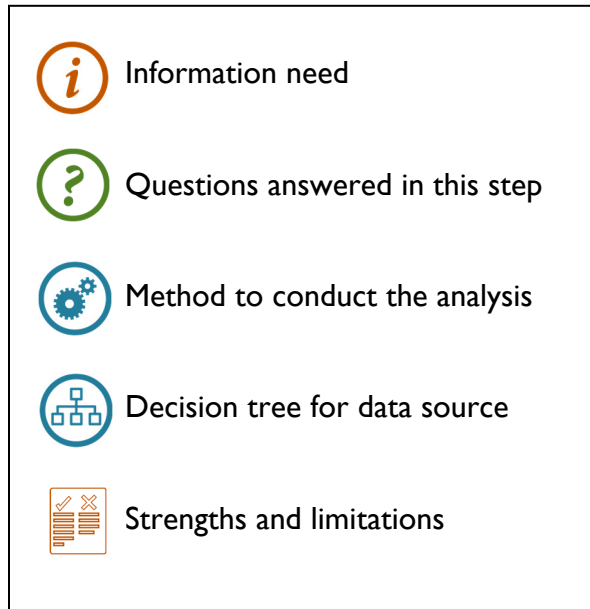 i Information need
? Questions answered in this step
Method to conduct the analysis
Decision tree for data source
Strengths and limitations